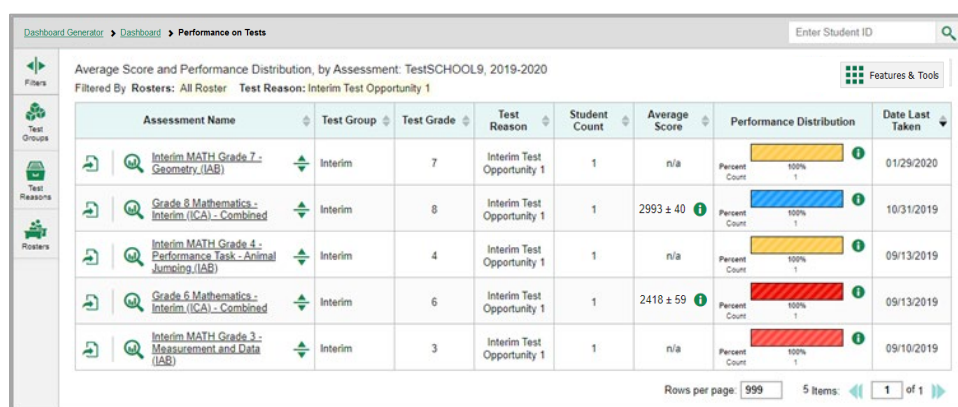 Dashboard Generator > Dashboard > Performance on Tests
Enter Student ID
Filters
Test
Groups
Test
Reasons
Rosters
Average Score and Performance Distribution, by Assessment: TestSCHOOL9, 2019-2020
Filtered By Rosters: All Roster Test Reason: Interim Test Opportunity 1
Features & Tools
Assessment Name
Test Group
Test Grade
Test
Reason
Student
Count
Average
Score
Performance Distribution
Date Last
Taken
Interim MATH Grade 7 -
Geometry (IAB)
Interim
7
Interim Test
Opportunity 1
1
n/a
Percent 100%
Count 1
01/29/2020
Grade 8 Mathematics -
Interim (ICA) - Combined
Interim
8
Interim Test
Opportunity 1
1
2993 ± 40
Percent 100%
Count 1
10/31/2019
Interim MATH Grade 4 -
Performance Task - Animal
Jumping (IAB)
Interim
4
Interim Test
Opportunity 1
1
n/a
Percent 100%
Count 1
09/13/2019
Grade 6 Mathematics -
Interim (ICA) - Combined
Interim
6
Interim Test
Opportunity 1
1
2418 ± 59
Percent 100%
Count 1
09/13/2019
Interim MATH Grade 3 -
Measurement and Data
(IAB)
Interim
3
Interim Test
Opportunity 1
1
n/a
Percent 100%
Count 1
09/10/2019
Rows per page: 999 5 Items: 1 of 1